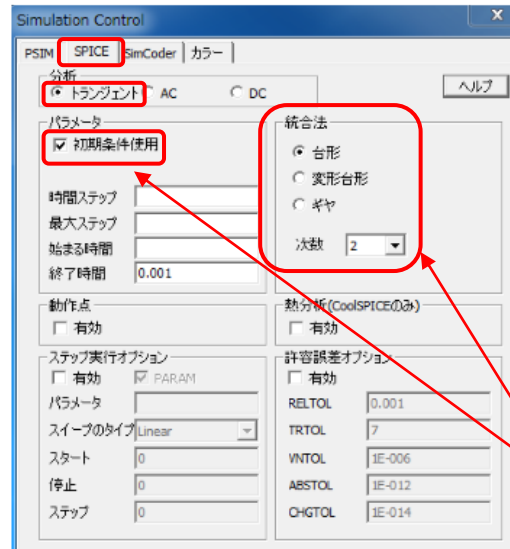 Simulation Control
x
PSIM SPICE SimCoder カラー
分析
トランジェント AC DC
ヘルプ
パラメータ
初期条件使用
時間ステップ
最大ステップ
始まる時間
終了時間 0.001
統合法
台形
変形台形
ギヤ
次数 2
動作点
有効
熱分析(CoolSPICEのみ)
有効
ステップ実行オプション
有効 PARAM
パラメータ
スイープのタイプ Linear
スタート 0
停止 0
ステップ 0
許容誤差オプション
有効
RELTOL 0.001
TRTOL 7
VNTOL 1E-006
ABSTOL 1E-012
CHGTOL 1E-014